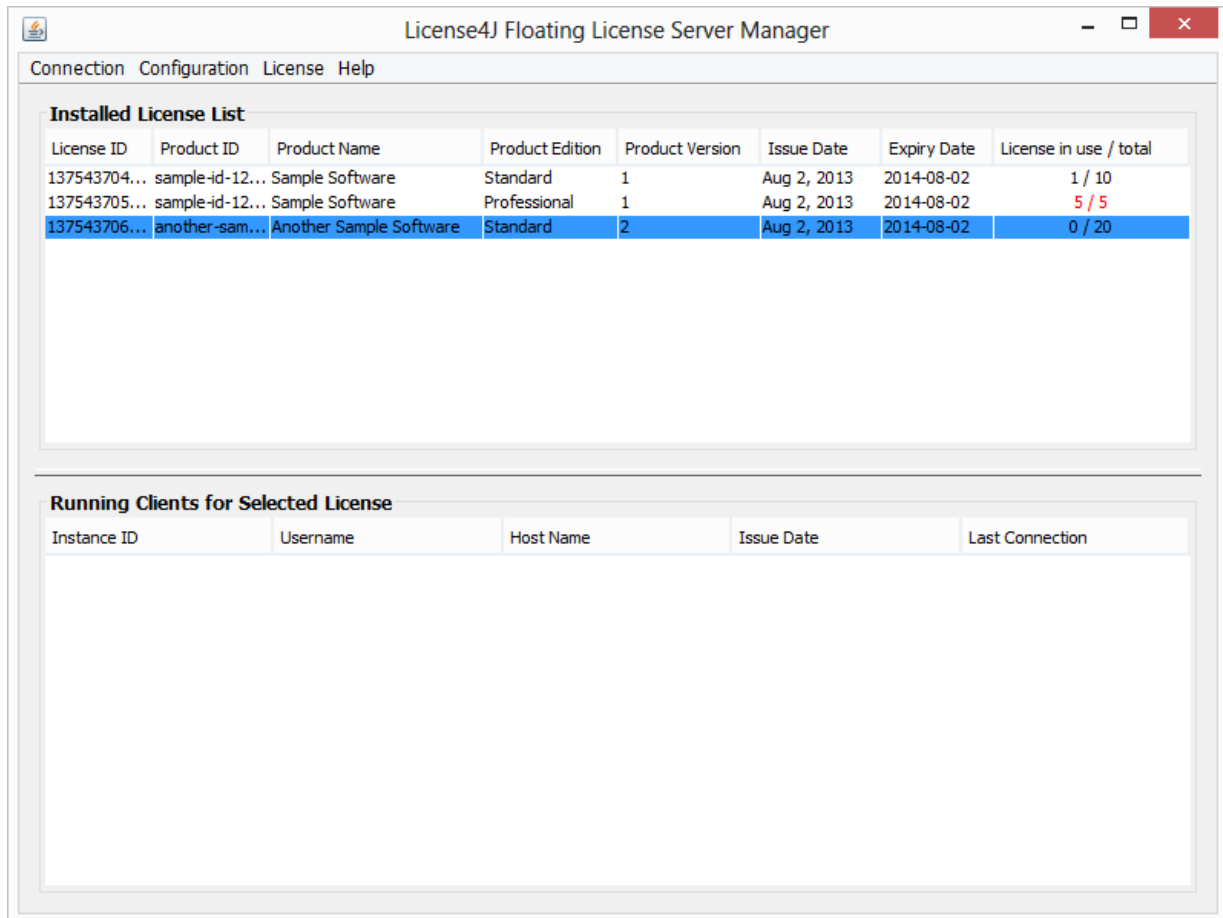 License4J Floating License Server Manager
Connection Configuration License Help
Installed License List
License ID Product ID Product Name Product Edition Product Version Issue Date Expiry Date License in use / total
137543704... sample-id-12... Sample Software Standard 1 Aug 2, 2013 2014-08-02 1 / 10
137543705... sample-id-12... Sample Software Professional 1 Aug 2, 2013 2014-08-02 5 / 5
137543706... another-sam... Another Sample Software Standard 2 Aug 2, 2013 2014-08-02 0 / 20
Running Clients for Selected License
Instance ID Username Host Name Issue Date Last Connection